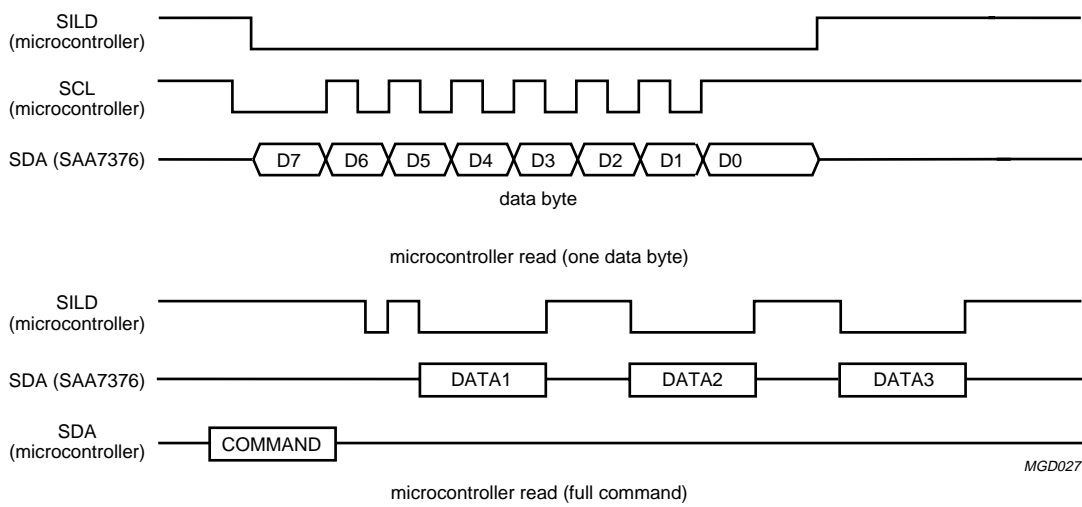 SILD
(microcontroller)
SCL
(microcontroller)
SDA (SAA7376)
D7 D6 D5 D4 D3 D2 D1 D0
data byte
microcontroller read (one data byte)
SILD
(microcontroller)
SDA (SAA7376)
DATA1 DATA2 DATA3
SDA
(microcontroller)
COMMAND
MGD027
microcontroller read (full command)